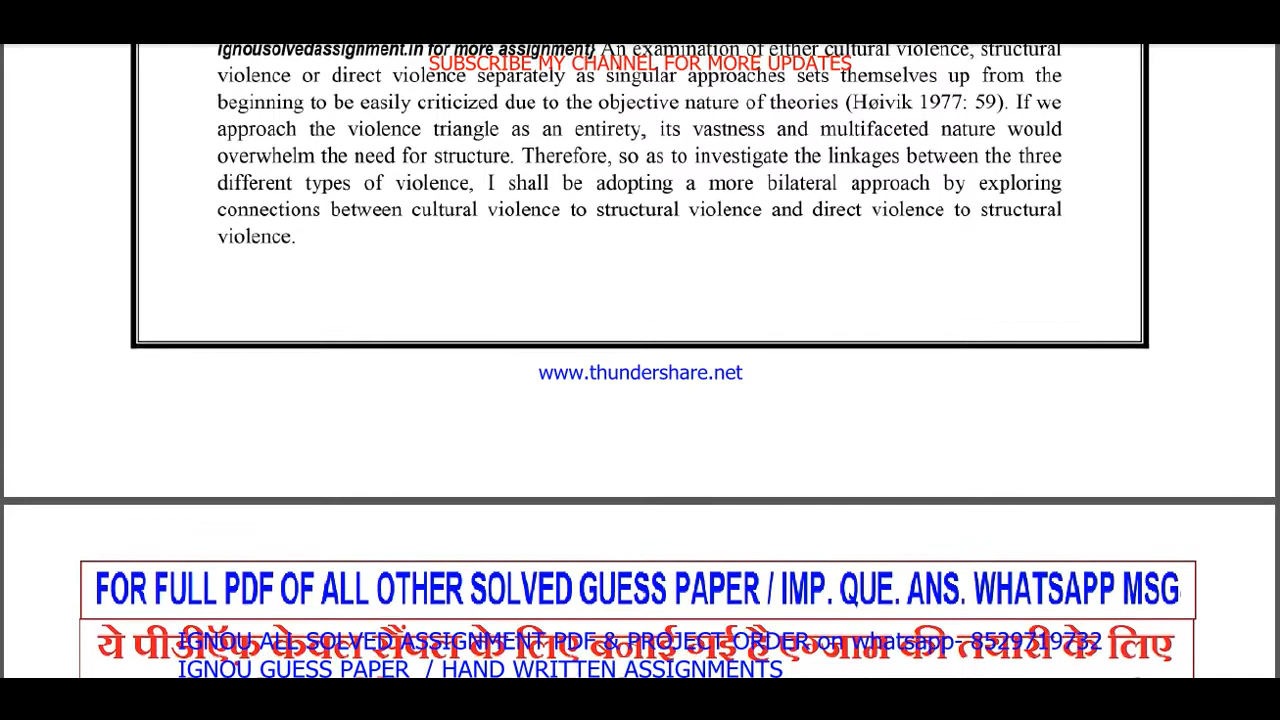 ignousolvedassignment.in for more assignment} An examination of either cultural violence, structural
SUBSCRIBE MY CHANNEL FOR MORE UPDATES
violence or direct violence separately as singular approaches sets themselves up from the
beginning to be easily criticized due to the objective nature of theories (Høivik 1977: 59). If we
approach the violence triangle as an entirety, its vastness and multifaceted nature would
overwhelm the need for structure. Therefore, so as to investigate the linkages between the three
different types of violence, I shall be adopting a more bilateral approach by exploring
connections between cultural violence to structural violence and direct violence to structural
violence.
www.thundershare.net
FOR FULL PDF OF ALL OTHER SOLVED GUESS PAPER / IMP. QUE. ANS. WHATSAPP MSG
ये पीडीऍफ़ केवल सैंपल के लिए बनाई गई है एग्जाम की तयारी के लिए
IGNOU ALL SOLVED ASSIGNMENT PDF & PROJECT ORDER on whatsapp- 8529719732
IGNOU GUESS PAPER / HAND WRITTEN ASSIGNMENTS